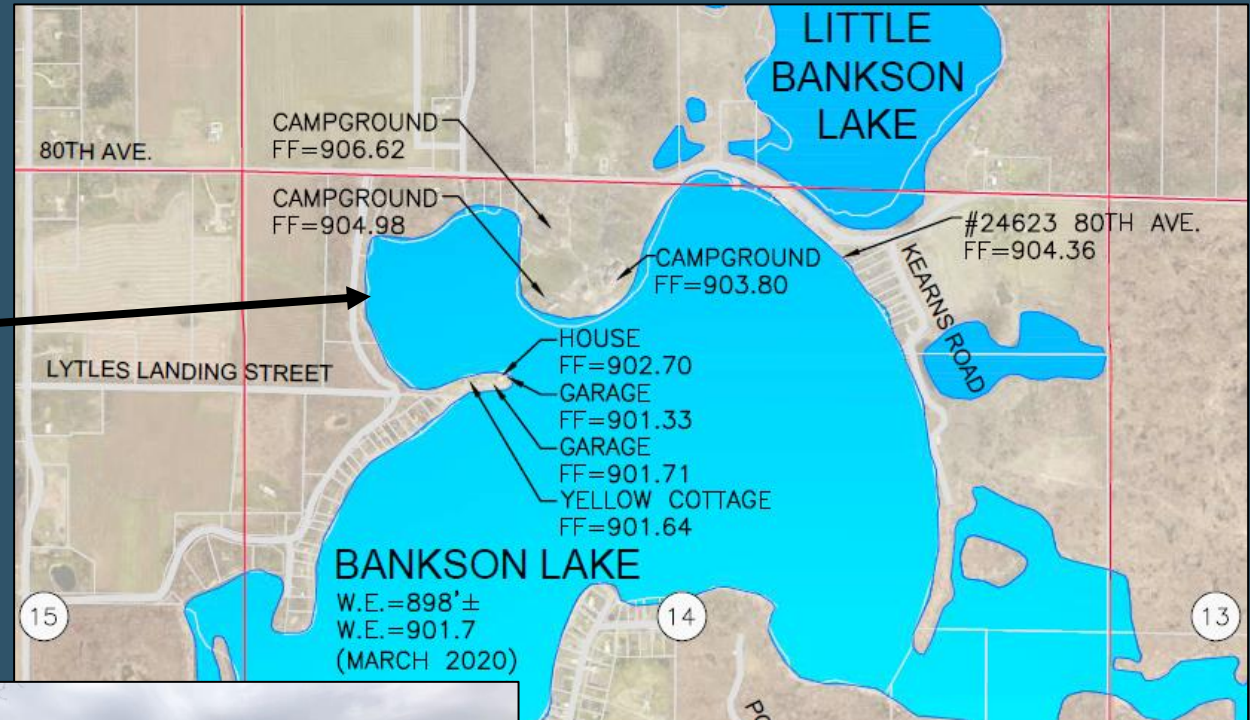 LITTLE
BANKSON
LAKE
CAMPGROUND
FF=906.62
80TH AVE.
CAMPGROUND
FF=904.98
#24623 80TH AVE.
FF=904.36
CAMPGROUND
FF=903.80
KEARNS ROAD
HOUSE
FF=902.70
LYTLES LANDING STREET
GARAGE
FF=901.33
GARAGE
FF=901.71
YELLOW COTTAGE
FF=901.64
BANKSON LAKE
W.E.=898'±
W.E.=901.7
(MARCH 2020)
15
14
13